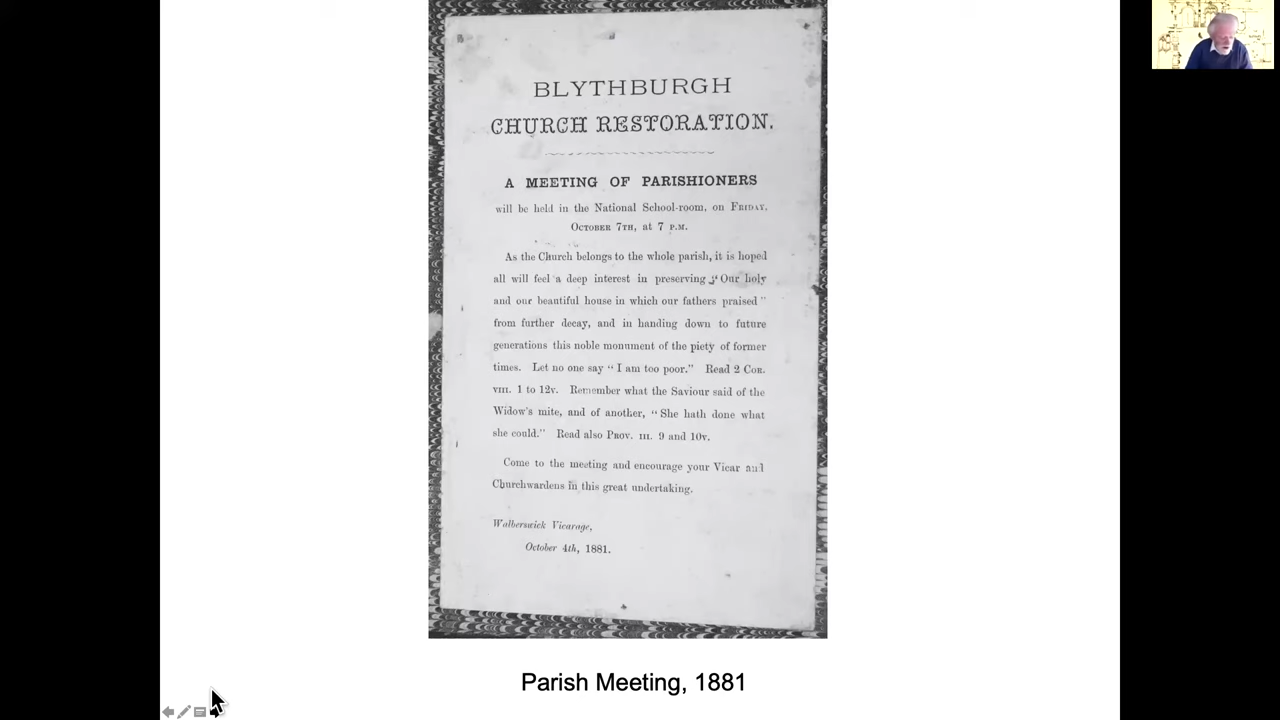 BLYTHBURGH
CHURCH RESTORATION.
A MEETING OF PARISHIONERS
will be held in the National School-room, on FRIDAY,
OCTOBER 7TH, at 7 P.M.
As the Church belongs to the whole parish, it is hoped
all will feel a deep interest in preserving “Our holy
and our beautiful house in which our fathers praised”
from further decay, and in handing down to future
generations this noble monument of the piety of former
times. Let no one say “I am too poor.” Read 2 COR.
VIII. 1 to 12v. Remember what the Saviour said of the
Widow's mite, and of another, “She hath done what
she could.” Read also PROV. III. 9 and 10v.
Come to the meeting and encourage your Vicar and
Churchwardens in this great undertaking.
Walberswick Vicarage,
October 4th, 1881.
Parish Meeting, 1881